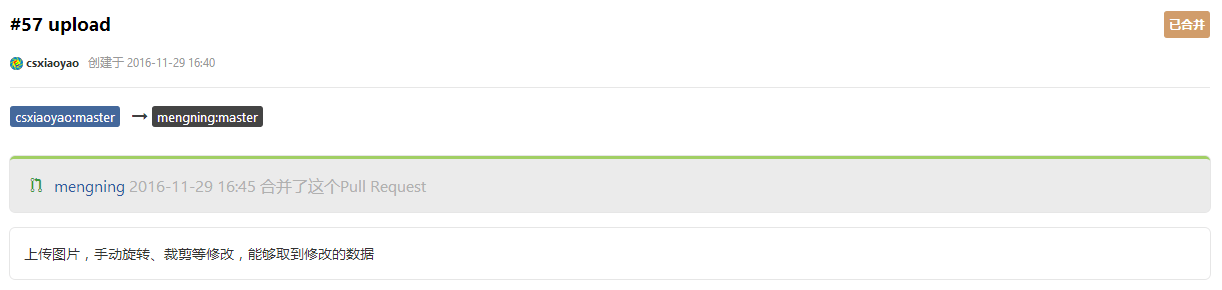 #57 upload
已合并
csxiaoyao 创建于 2016-11-29 16:40
csxiaoyao:master → mengning:master
mengning 2016-11-29 16:45 合并了这个Pull Request
上传图片，手动旋转、裁剪等修改，能够取到修改的数据